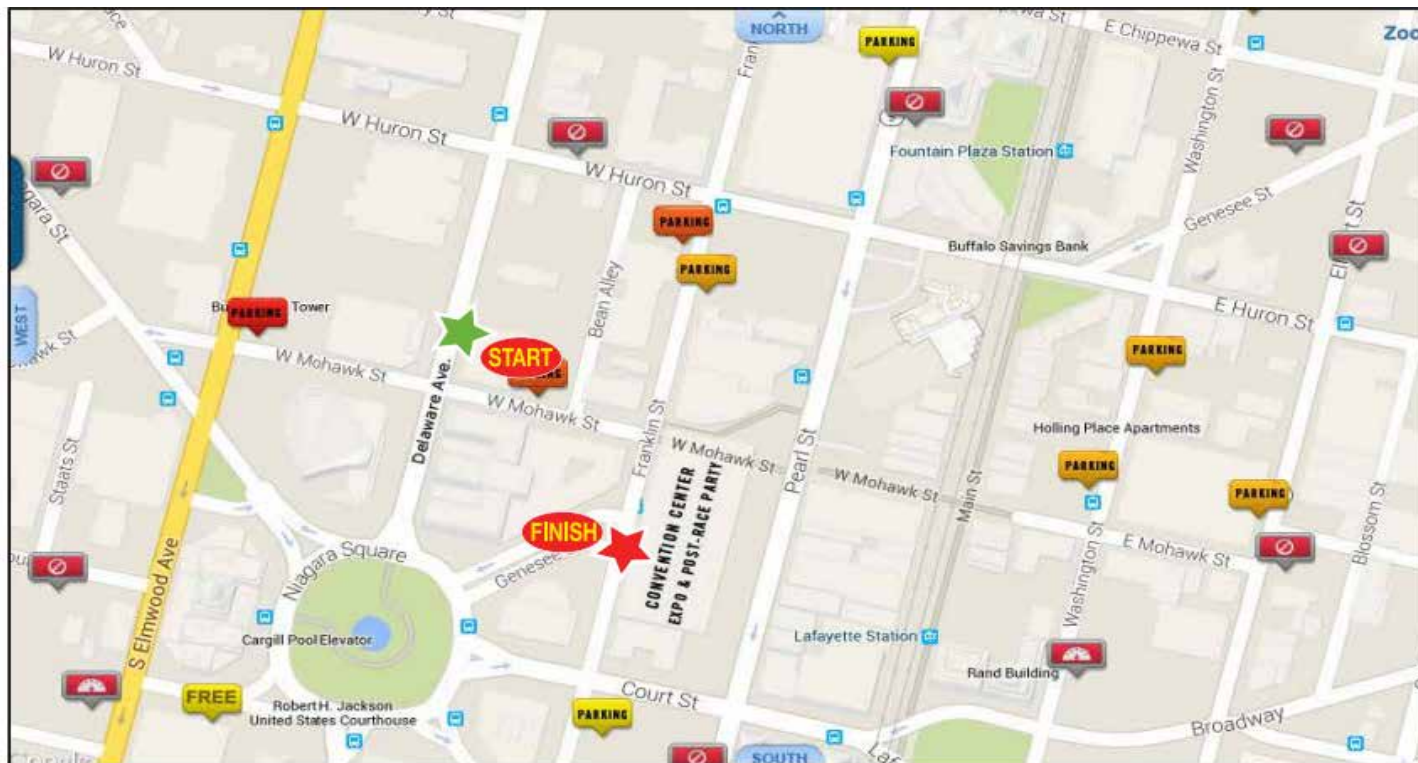 NORTH
PARKING
E Chippewa St
W Huron St
W Huron St
W Huron St
Washington St
Fountain Plaza Station
Genesee St
PARKING
PARKING
Buffalo Savings Bank
E Huron St
WEST
PARKING
Tower
Bean Alley
START
W Mohawk St
Delaware Ave.
W Mohawk St
Franklin St
PARKING
Holling Place Apartments
Pearl St
W Mohawk St
W Mohawk St
Main St
PARKING
PARKING
Staats St
CONVENTION CENTER
EXPO & POST-RACE PARTY
FINISH
Genesee
E Mohawk St
Blossom St
Niagara Square
S Elmwood Ave
Washington St
Cargill Pool Elevator
Lafayette Station
Rand Building
FREE
Robert H. Jackson
United States Courthouse
Court St
PARKING
Broadway
SOUTH